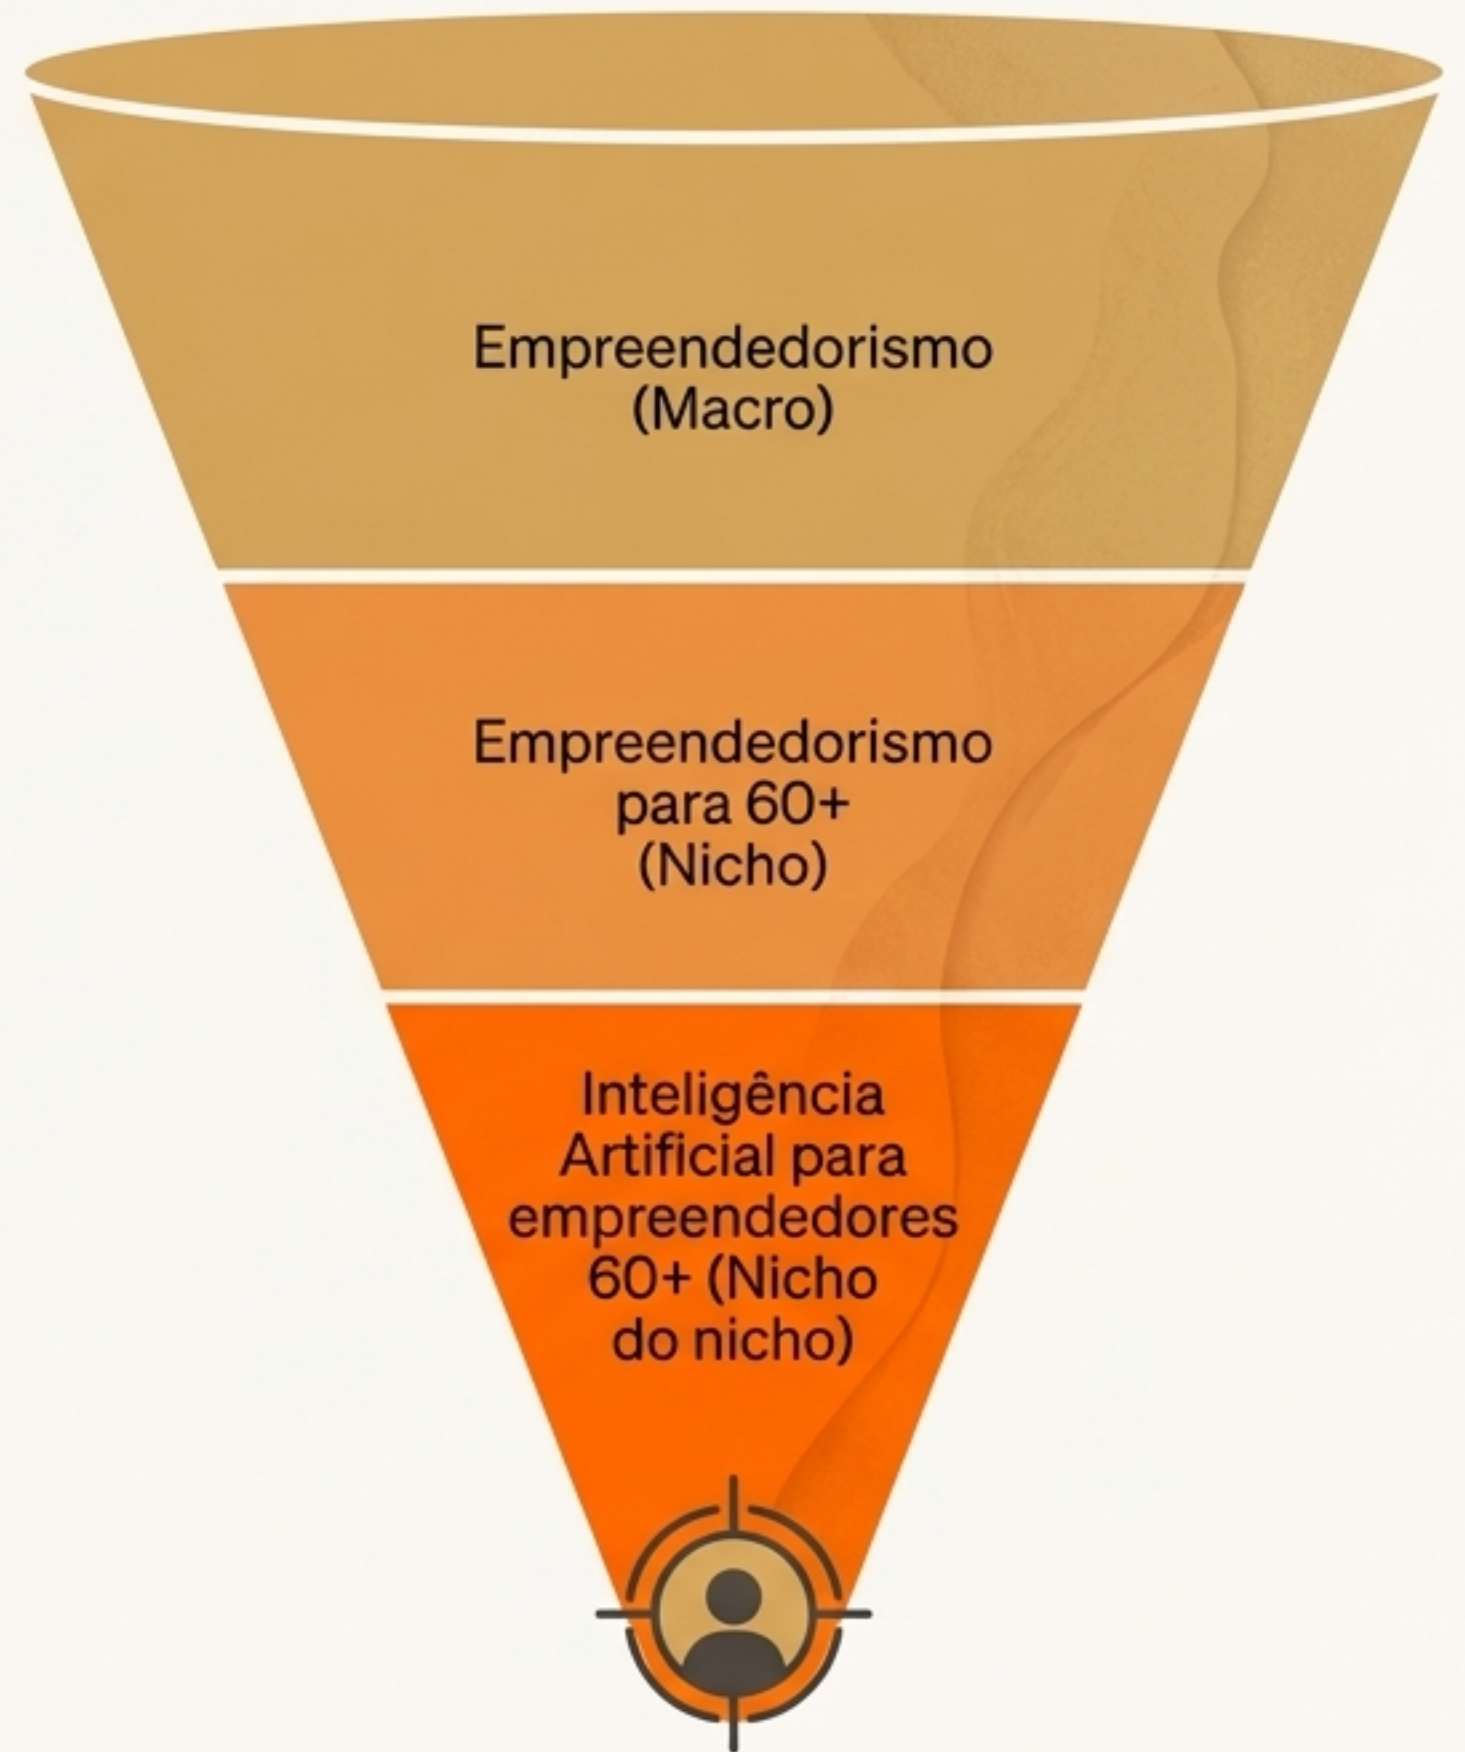 Empreendedorismo
(Macro)
Empreendedorismo
para 60+
(Nicho)
Inteligência
Artificial para
empreendedores
60+ (Nicho
do nicho)